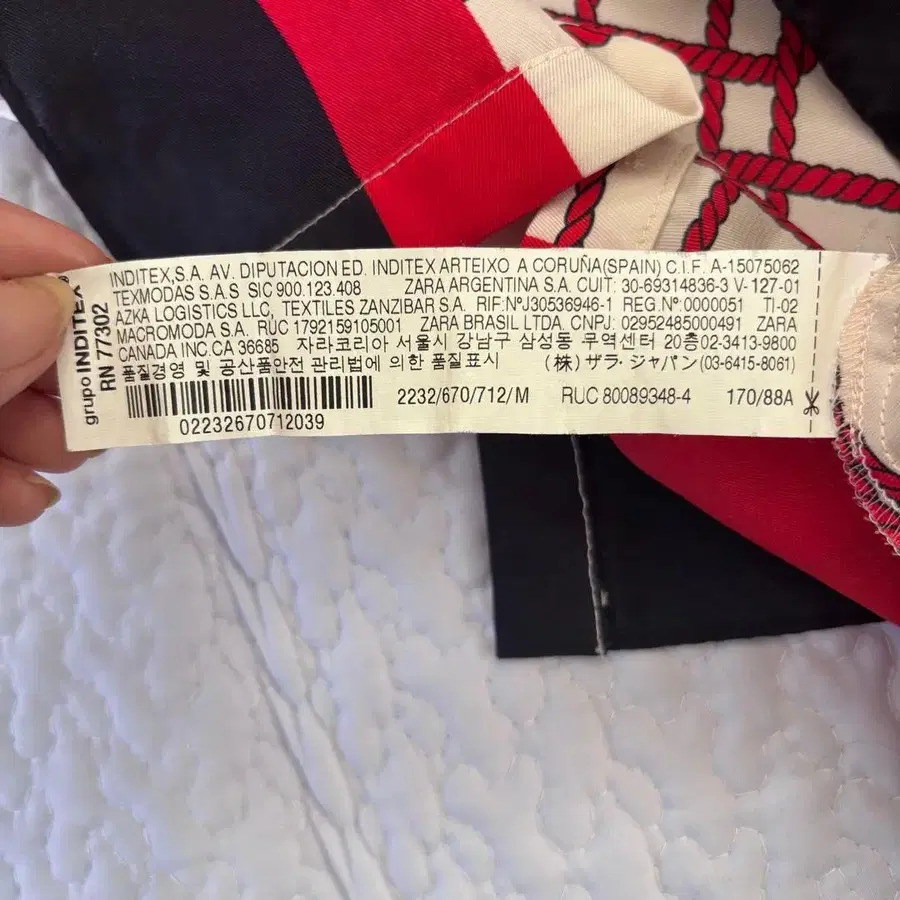 grupo INDITEX®
RN 77302
INDITEX,S.A. AV. DIPUTACION ED. INDITEX ARTEIXO A CORUÑA(SPAIN) C.I.F. A-15075062
TEXMODAS S.A.S SIC 900.123.408 ZARA ARGENTINA S.A. CUIT: 30-69314836-3 V-127-01
AZKA LOGISTICS LLC, TEXTILES ZANZIBAR S.A. RIF:NºJ30536946-1 REG.Nº:0000051 TI-02
MACROMODA S.A. RUC 1792159105001 ZARA BRASIL LTDA. CNPJ: 02952485000491 ZARA
CANADA INC.CA 36685 자라코리아 서울시 강남구 삼성동 무역센터 20층02-3413-9800
품질경영 및 공산품안전 관리법에 의한 품질표시 (株) ザラ・ジャパン(03-6415-8061)
02232670712039
2232/670/712/M RUC 80089348-4 170/88A